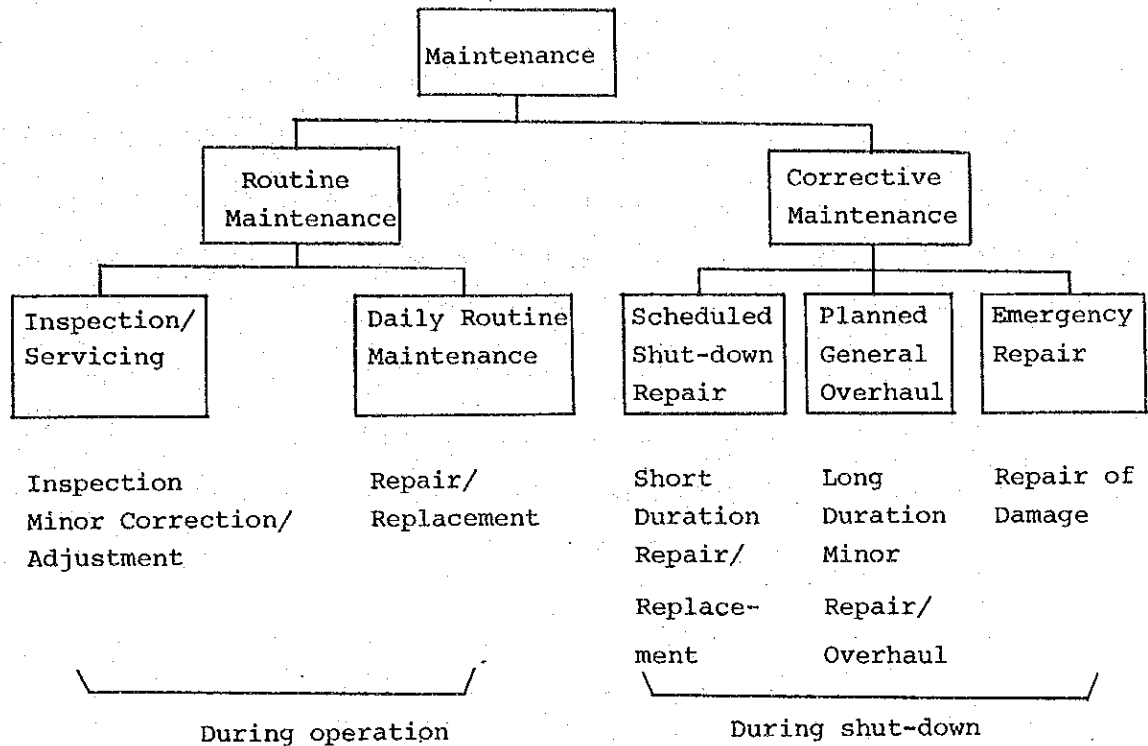 Maintenance
Routine
Maintenance
Corrective
Maintenance
Inspection/
Servicing
Daily Routine
Maintenance
Scheduled
Shut-down
Repair
Planned
General
Overhaul
Emergency
Repair
Inspection
Minor Correction/
Adjustment
Repair/
Replacement
Short
Duration
Repair/
Replace-
ment
Long
Duration
Minor
Repair/
Overhaul
Repair of
Damage
During operation
During shut-down